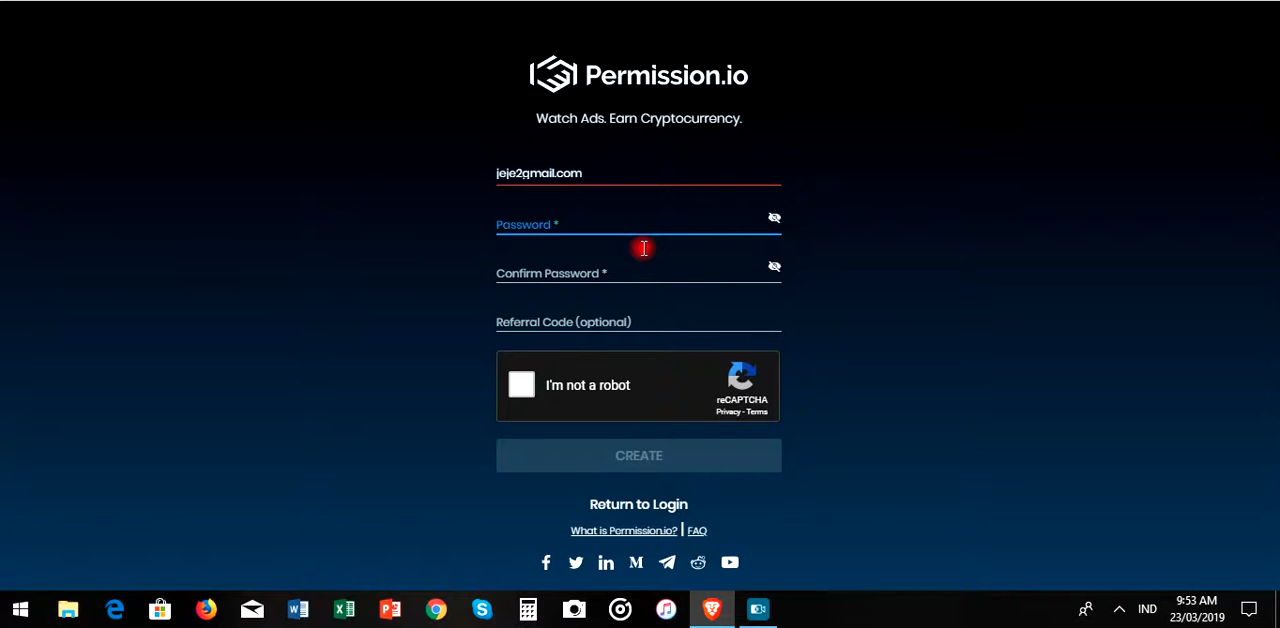 Permission.io
Watch Ads. Earn Cryptocurrency.
jeje2gmail.com
Password *
Confirm Password *
Referral Code (optional)
I'm not a robot
reCAPTCHA
Privacy - Terms
CREATE
Return to Login
What is Permission.io? | FAQ
IND
9:53 AM
23/03/2019